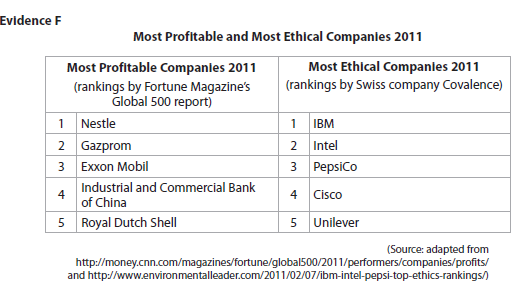 Evidence F
Most Profitable and Most Ethical Companies 2011
Most Profitable Companies 2011
(rankings by Fortune Magazine's
Global 500 report)
Most Ethical Companies 2011
(rankings by Swiss company Covalence)
1 Nestle
1 IBM
2 Gazprom
2 Intel
3 Exxon Mobil
3 PepsiCo
4 Industrial and Commercial Bank
of China
4 Cisco
5 Royal Dutch Shell
5 Unilever
(Source: adapted from
http://money.cnn.com/magazines/fortune/global500/2011/performers/companies/profits/
and http://www.environmentalleader.com/2011/02/07/ibm-intel-pepsi-top-ethics-rankings/)